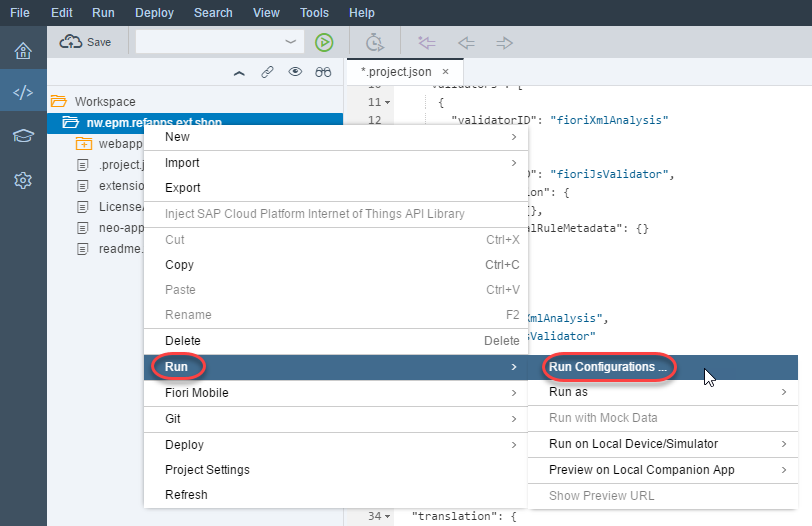 File Edit Run Deploy Search View Tools Help
Save
*.project.json ×
Workspace
nw.epm.refapps.ext.shop
webapp
.project.j
extensio
License
neo-app
readme.
11
{
12
"validatorID": "fioriXmlAnalysis"
D": "fioriJsValidator",
ion": {
{},
alRuleMetadata": {}
XmlAnalysis",
sValidator"
34
"translation": {
New
Import
Export
Inject SAP Cloud Platform Internet of Things API Library
Cut Ctrl+X
Copy Ctrl+C
Paste Ctrl+V
Rename F2
Delete Delete
Run
Fiori Mobile
Git
Deploy
Project Settings
Refresh
Run Configurations ...
Run as
Run with Mock Data
Run on Local Device/Simulator
Preview on Local Companion App
Show Preview URL